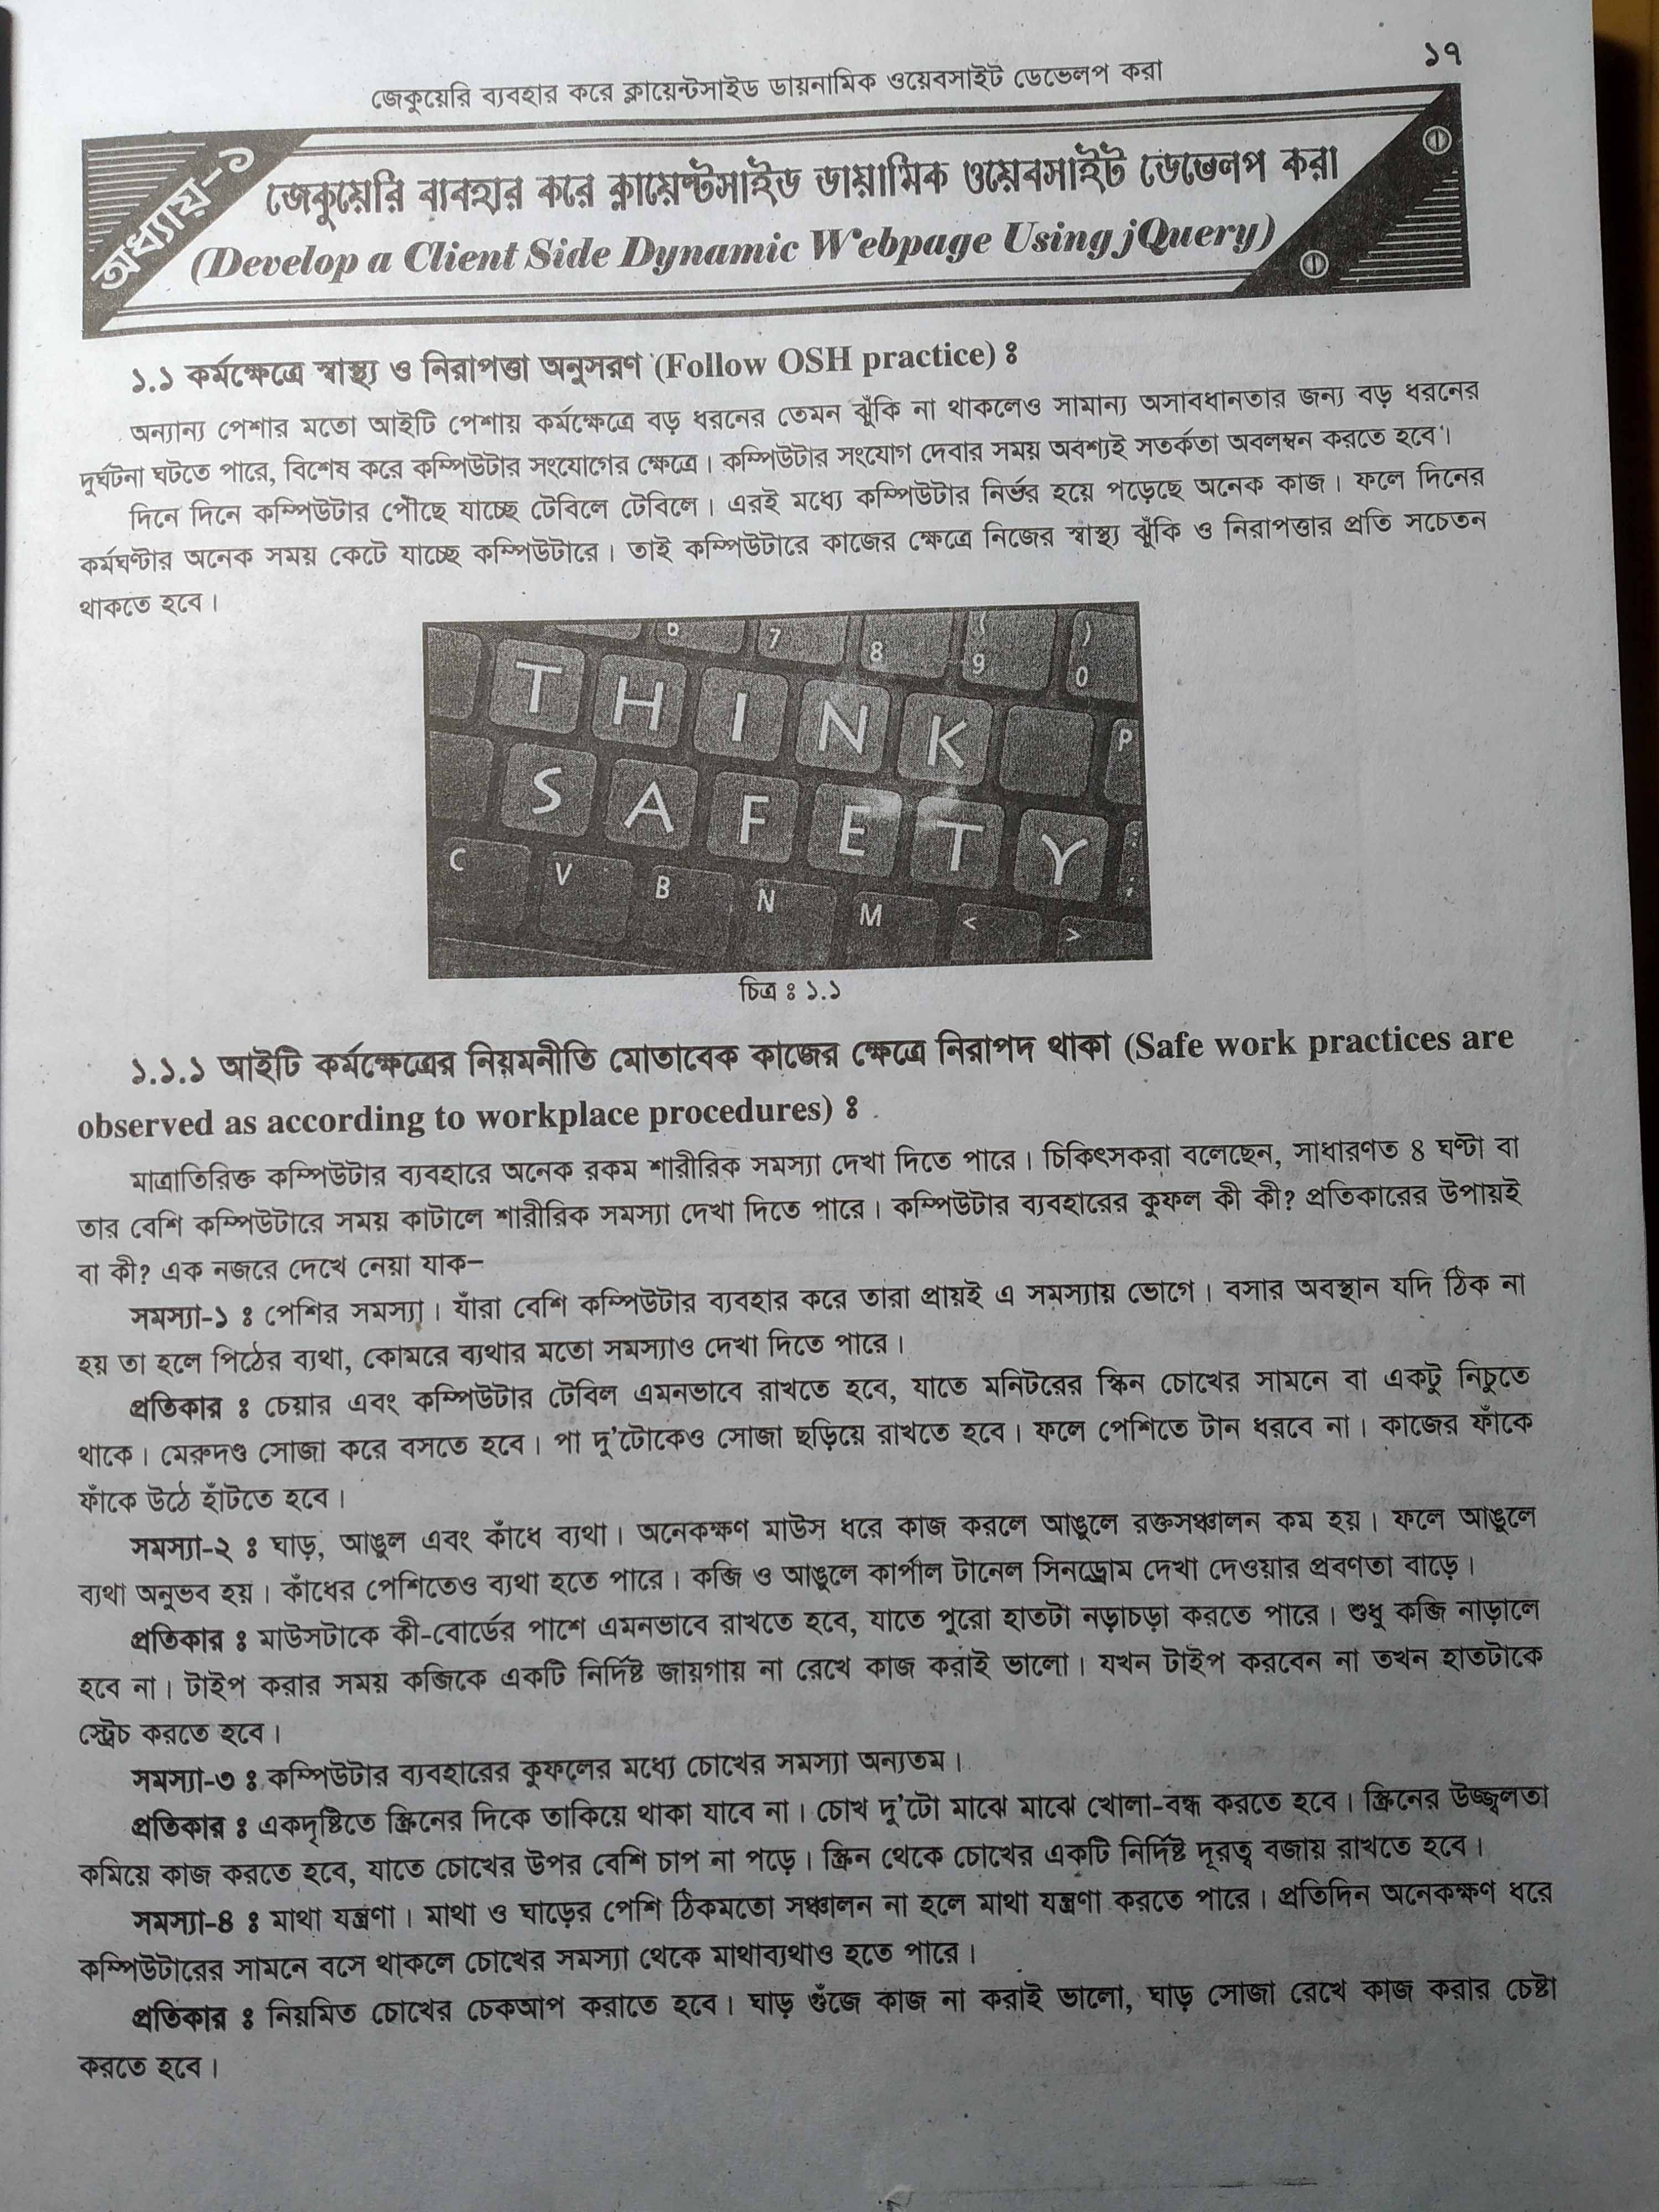 ১৭
জেকুয়েরি ব্যবহার করে ক্লায়েন্টসাইড ডায়নামিক ওয়েবসাইট ডেভেলপ করা
অধ্যায়-১
জেকুয়েরি ব্যবহার করে ক্লায়েন্টসাইড ডায়ামিক ওয়েবসাইট ডেভেলপ করা
(Develop a Client Side Dynamic Webpage Using jQuery)
১.১ কর্মক্ষেত্রে স্বাস্থ্য ও নিরাপত্তা অনুসরণ (Follow OSH practice) ঃ
অন্যান্য পেশার মতো আইটি পেশায় কর্মক্ষেত্রে বড় ধরনের তেমন ঝুঁকি না থাকলেও সামান্য অসাবধানতার জন্য বড় ধরনের
দুর্ঘটনা ঘটতে পারে, বিশেষ করে কম্পিউটার সংযোগের ক্ষেত্রে। কম্পিউটার সংযোগ দেবার সময় অবশ্যই সতর্কতা অবলম্বন করতে হবে।
দিনে দিনে কম্পিউটার পৌঁছে যাচ্ছে টেবিলে টেবিলে। এরই মধ্যে কম্পিউটার নির্ভর হয়ে পড়েছে অনেক কাজ। ফলে দিনের
কর্মঘণ্টার অনেক সময় কেটে যাচ্ছে কম্পিউটারে। তাই কম্পিউটারে কাজের ক্ষেত্রে নিজের স্বাস্থ্য ঝুঁকি ও নিরাপত্তার প্রতি সচেতন
থাকতে হবে।
6 7 8 ( 9 ) 0
T H I N K P
S A F E T Y : ;
C V B N M < >
চিত্র ঃ ১.১
১.১.১ আইটি কর্মক্ষেত্রের নিয়মনীতি মোতাবেক কাজের ক্ষেত্রে নিরাপদ থাকা (Safe work practices are
observed as according to workplace procedures) ঃ
মাত্রাতিরিক্ত কম্পিউটার ব্যবহারে অনেক রকম শারীরিক সমস্যা দেখা দিতে পারে। চিকিৎসকরা বলেছেন, সাধারণত ৪ ঘণ্টা বা
তার বেশি কম্পিউটারে সময় কাটালে শারীরিক সমস্যা দেখা দিতে পারে। কম্পিউটার ব্যবহারের কুফল কী কী? প্রতিকারের উপায়ই
বা কী? এক নজরে দেখে নেয়া যাক–
সমস্যা-১ ঃ পেশির সমস্যা। যাঁরা বেশি কম্পিউটার ব্যবহার করে তারা প্রায়ই এ সমস্যায় ভোগে। বসার অবস্থান যদি ঠিক না
হয় তা হলে পিঠের ব্যথা, কোমরে ব্যথার মতো সমস্যাও দেখা দিতে পারে।
প্রতিকার ঃ চেয়ার এবং কম্পিউটার টেবিল এমনভাবে রাখতে হবে, যাতে মনিটরের স্কিন চোখের সামনে বা একটু নিচুতে
থাকে। মেরুদণ্ড সোজা করে বসতে হবে। পা দু'টোকেও সোজা ছড়িয়ে রাখতে হবে। ফলে পেশিতে টান ধরবে না। কাজের ফাঁকে
ফাঁকে উঠে হাঁটতে হবে।
সমস্যা-২ ঃ ঘাড়, আঙুল এবং কাঁধে ব্যথা। অনেকক্ষণ মাউস ধরে কাজ করলে আঙুলে রক্তসঞ্চালন কম হয়। ফলে আঙুলে
ব্যথা অনুভব হয়। কাঁধের পেশিতেও ব্যথা হতে পারে। কব্জি ও আঙুলে কার্পাল টানেল সিনড্রোম দেখা দেওয়ার প্রবণতা বাড়ে।
প্রতিকার ঃ মাউসটাকে কী-বোর্ডের পাশে এমনভাবে রাখতে হবে, যাতে পুরো হাতটা নড়াচড়া করতে পারে। শুধু কব্জি নাড়ালে
হবে না। টাইপ করার সময় কব্জিকে একটি নির্দিষ্ট জায়গায় না রেখে কাজ করাই ভালো। যখন টাইপ করবেন না তখন হাতটাকে
স্ট্রেচ করতে হবে।
সমস্যা-৩ ঃ কম্পিউটার ব্যবহারের কুফলের মধ্যে চোখের সমস্যা অন্যতম।
প্রতিকার ঃ একদৃষ্টিতে স্ক্রিনের দিকে তাকিয়ে থাকা যাবে না। চোখ দু'টো মাঝে মাঝে খোলা-বন্ধ করতে হবে। স্ক্রিনের উজ্জ্বলতা
কমিয়ে কাজ করতে হবে, যাতে চোখের উপর বেশি চাপ না পড়ে। স্ক্রিন থেকে চোখের একটি নির্দিষ্ট দূরত্ব বজায় রাখতে হবে।
সমস্যা-৪ ঃ মাথা যন্ত্রণা। মাথা ও ঘাড়ের পেশি ঠিকমতো সঞ্চালন না হলে মাথা যন্ত্রণা করতে পারে। প্রতিদিন অনেকক্ষণ ধরে
কম্পিউটারের সামনে বসে থাকলে চোখের সমস্যা থেকে মাথাব্যথাও হতে পারে।
প্রতিকার ঃ নিয়মিত চোখের চেকআপ করাতে হবে। ঘাড় গুঁজে কাজ না করাই ভালো, ঘাড় সোজা রেখে কাজ করার চেষ্টা
করতে হবে।